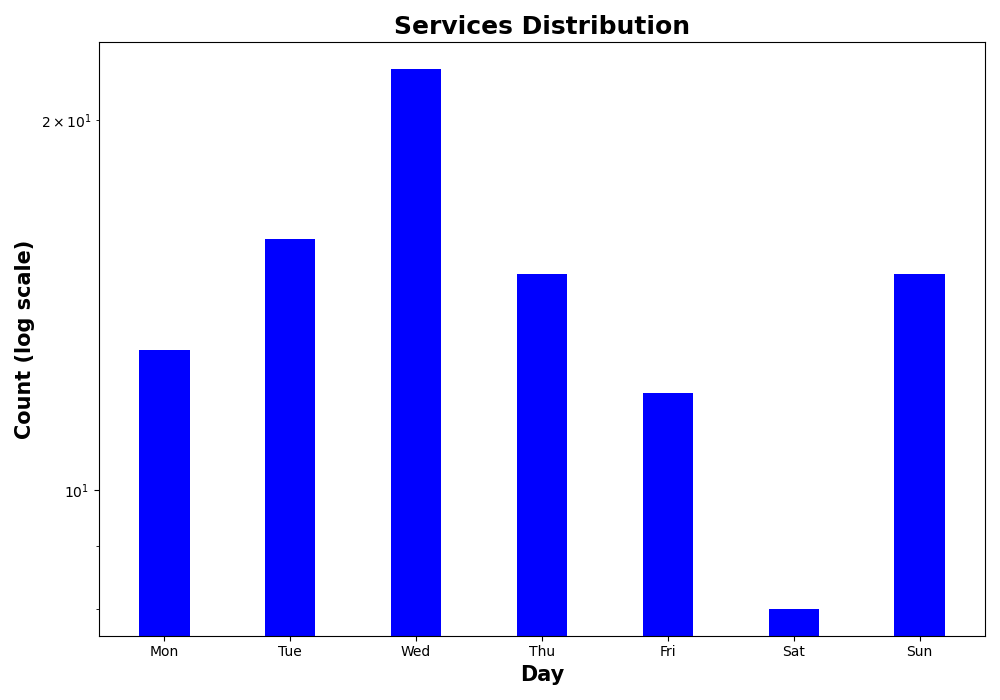 Services Distribution
Count (log scale)
2 × 10¹
10¹
Mon Tue Wed Thu Fri Sat Sun
Day